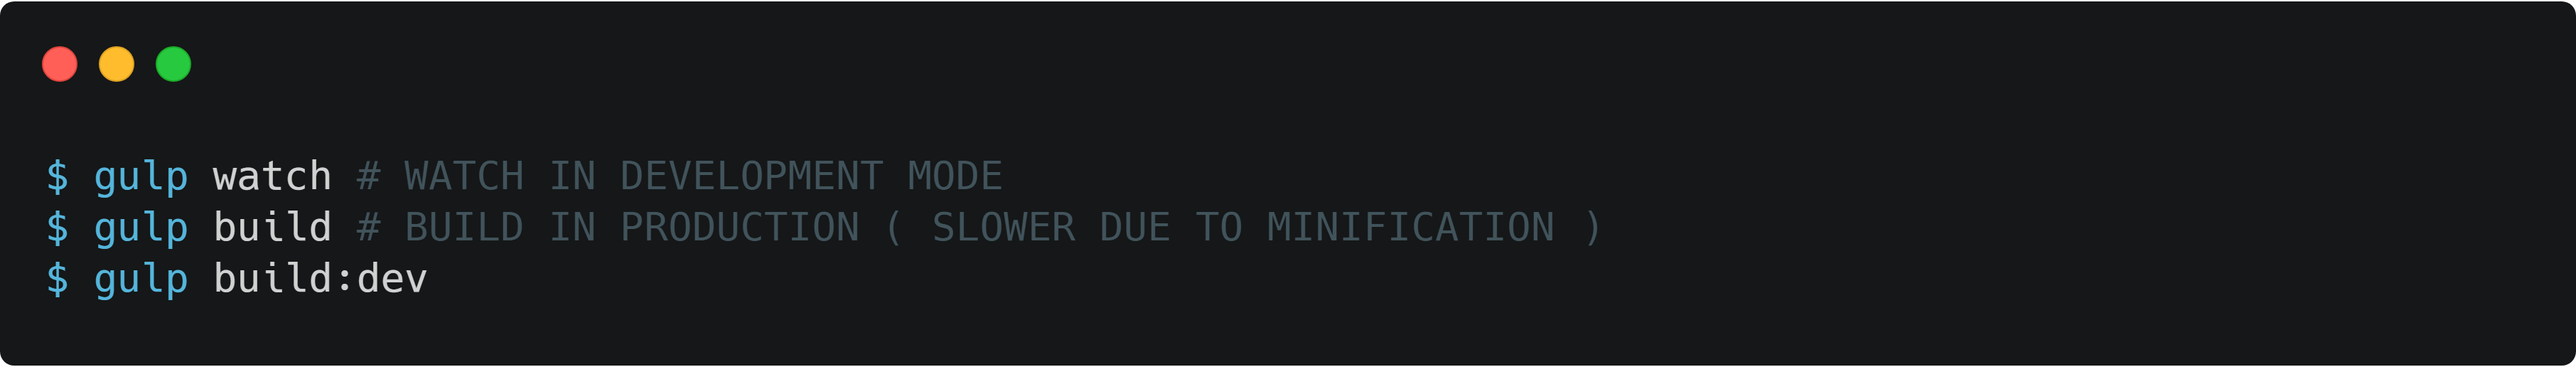 $ gulp watch # WATCH IN DEVELOPMENT MODE
$ gulp build # BUILD IN PRODUCTION ( SLOWER DUE TO MINIFICATION )
$ gulp build:dev